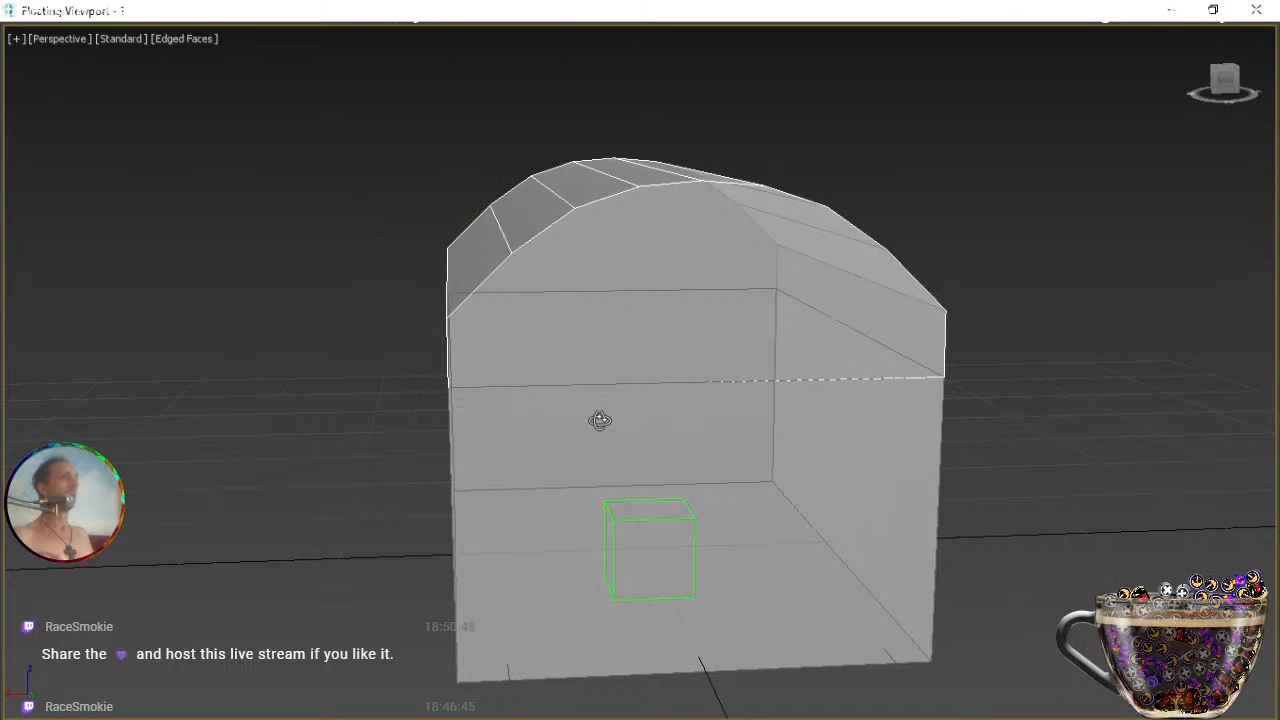 Floating Viewport - 3
[+] [Perspective] [Standard] [Edged Faces]
RaceSmokie 18:50:48
Share the 💜 and host this live stream if you like it.
RaceSmokie 18:46:45